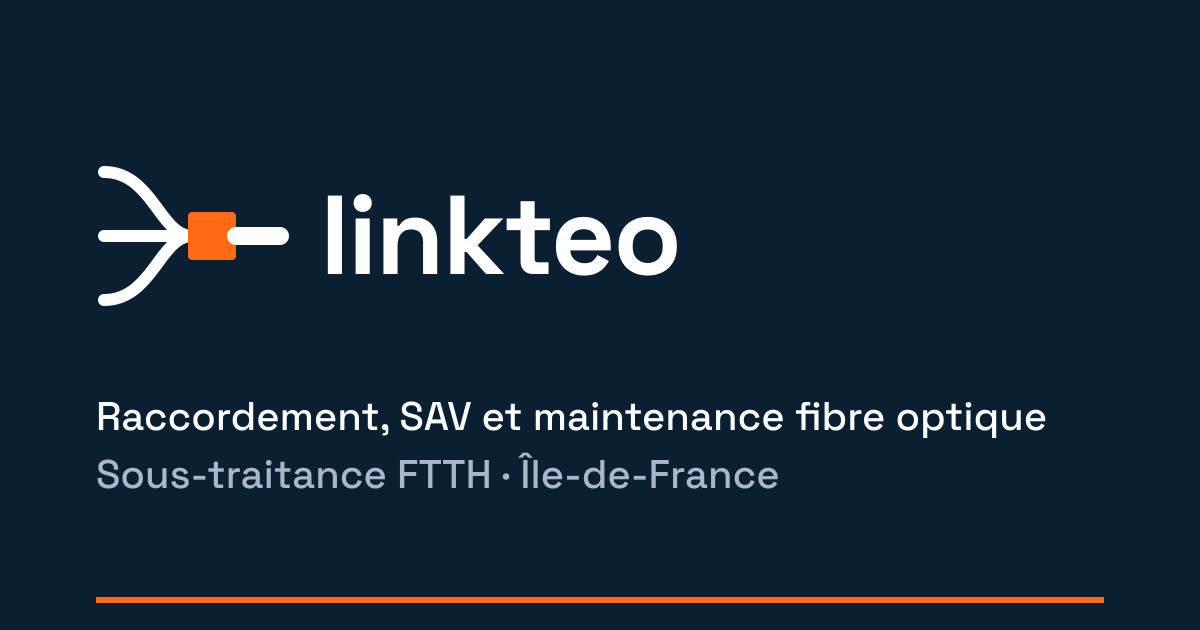 linkteo
Raccordement, SAV et maintenance fibre optique
Sous-traitance FTTH · Île-de-France